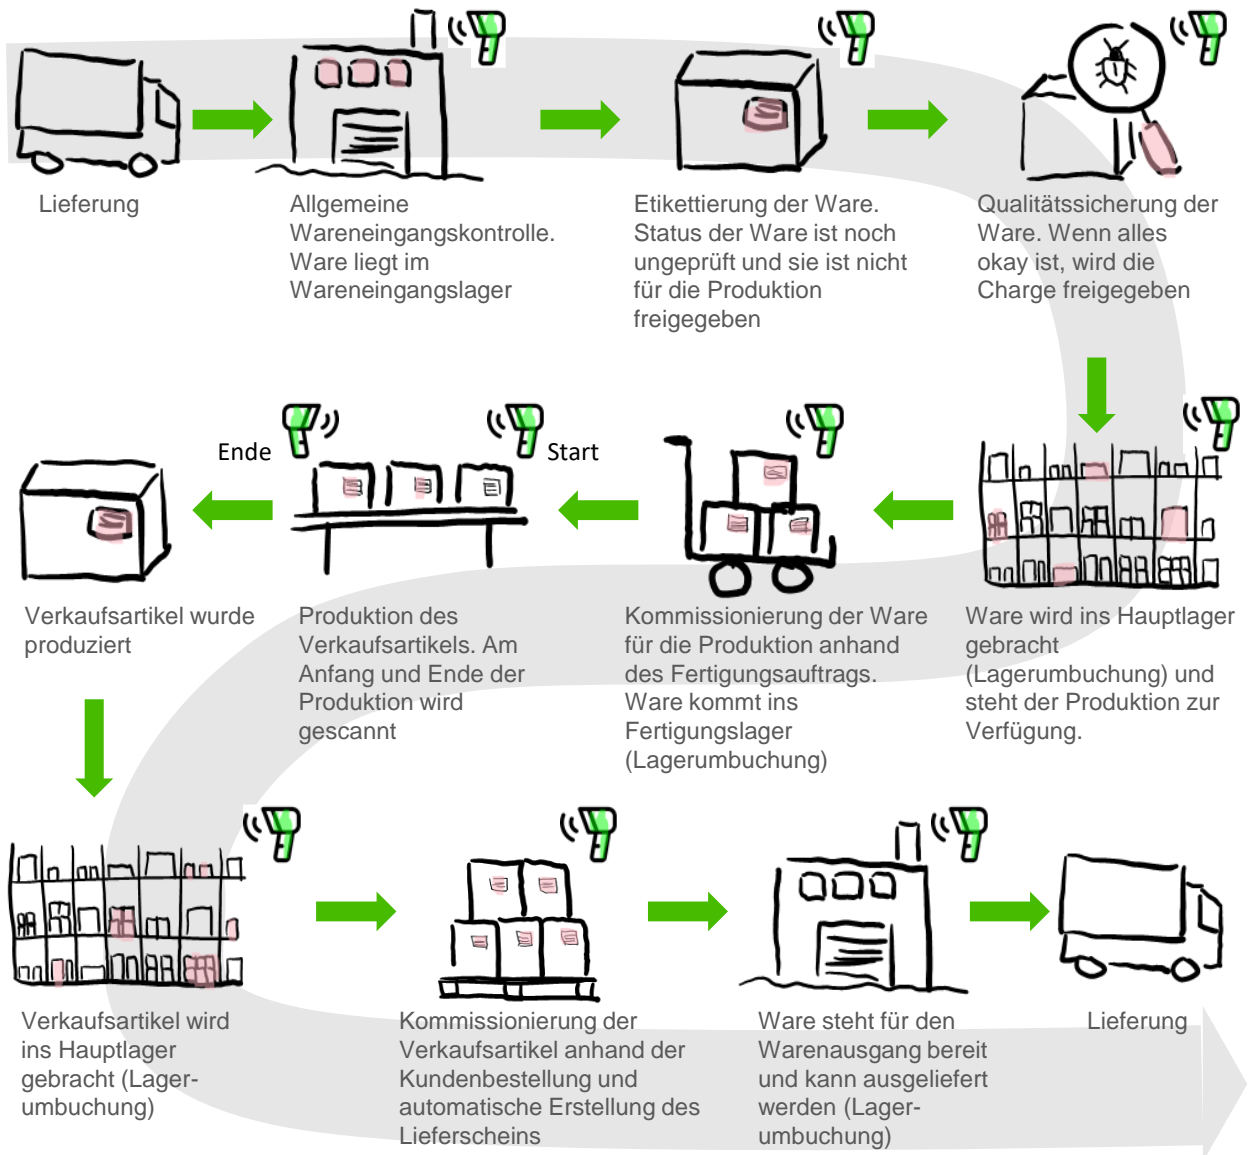 Lieferung
Allgemeine
Wareneingangskontrolle.
Ware liegt im
Wareneingangslager
Etikettierung der Ware.
Status der Ware ist noch
ungeprüft und sie ist nicht
für die Produktion
freigegeben
Qualitätssicherung der
Ware. Wenn alles
okay ist, wird die
Charge freigegeben
Ende
Start
Verkaufsartikel wurde
produziert
Produktion des
Verkaufsartikels. Am
Anfang und Ende der
Produktion wird
gescannt
Kommissionierung der Ware
für die Produktion anhand
des Fertigungsauftrags.
Ware kommt ins
Fertigungslager
(Lagerumbuchung)
Ware wird ins Hauptlager
gebracht
(Lagerumbuchung) und
steht der Produktion zur
Verfügung.
Verkaufsartikel wird
ins Hauptlager
gebracht (Lager-
umbuchung)
Kommissionierung der
Verkaufsartikel anhand der
Kundenbestellung und
automatische Erstellung des
Lieferscheins
Ware steht für den
Warenausgang bereit
und kann ausgeliefert
werden (Lager-
umbuchung)
Lieferung